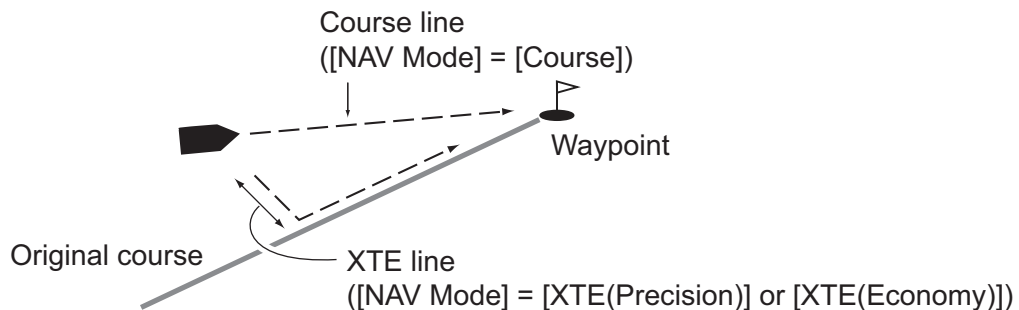 Course line
([NAV Mode] = [Course])
Waypoint
Original course
XTE line
([NAV Mode] = [XTE(Precision)] or [XTE(Economy)])